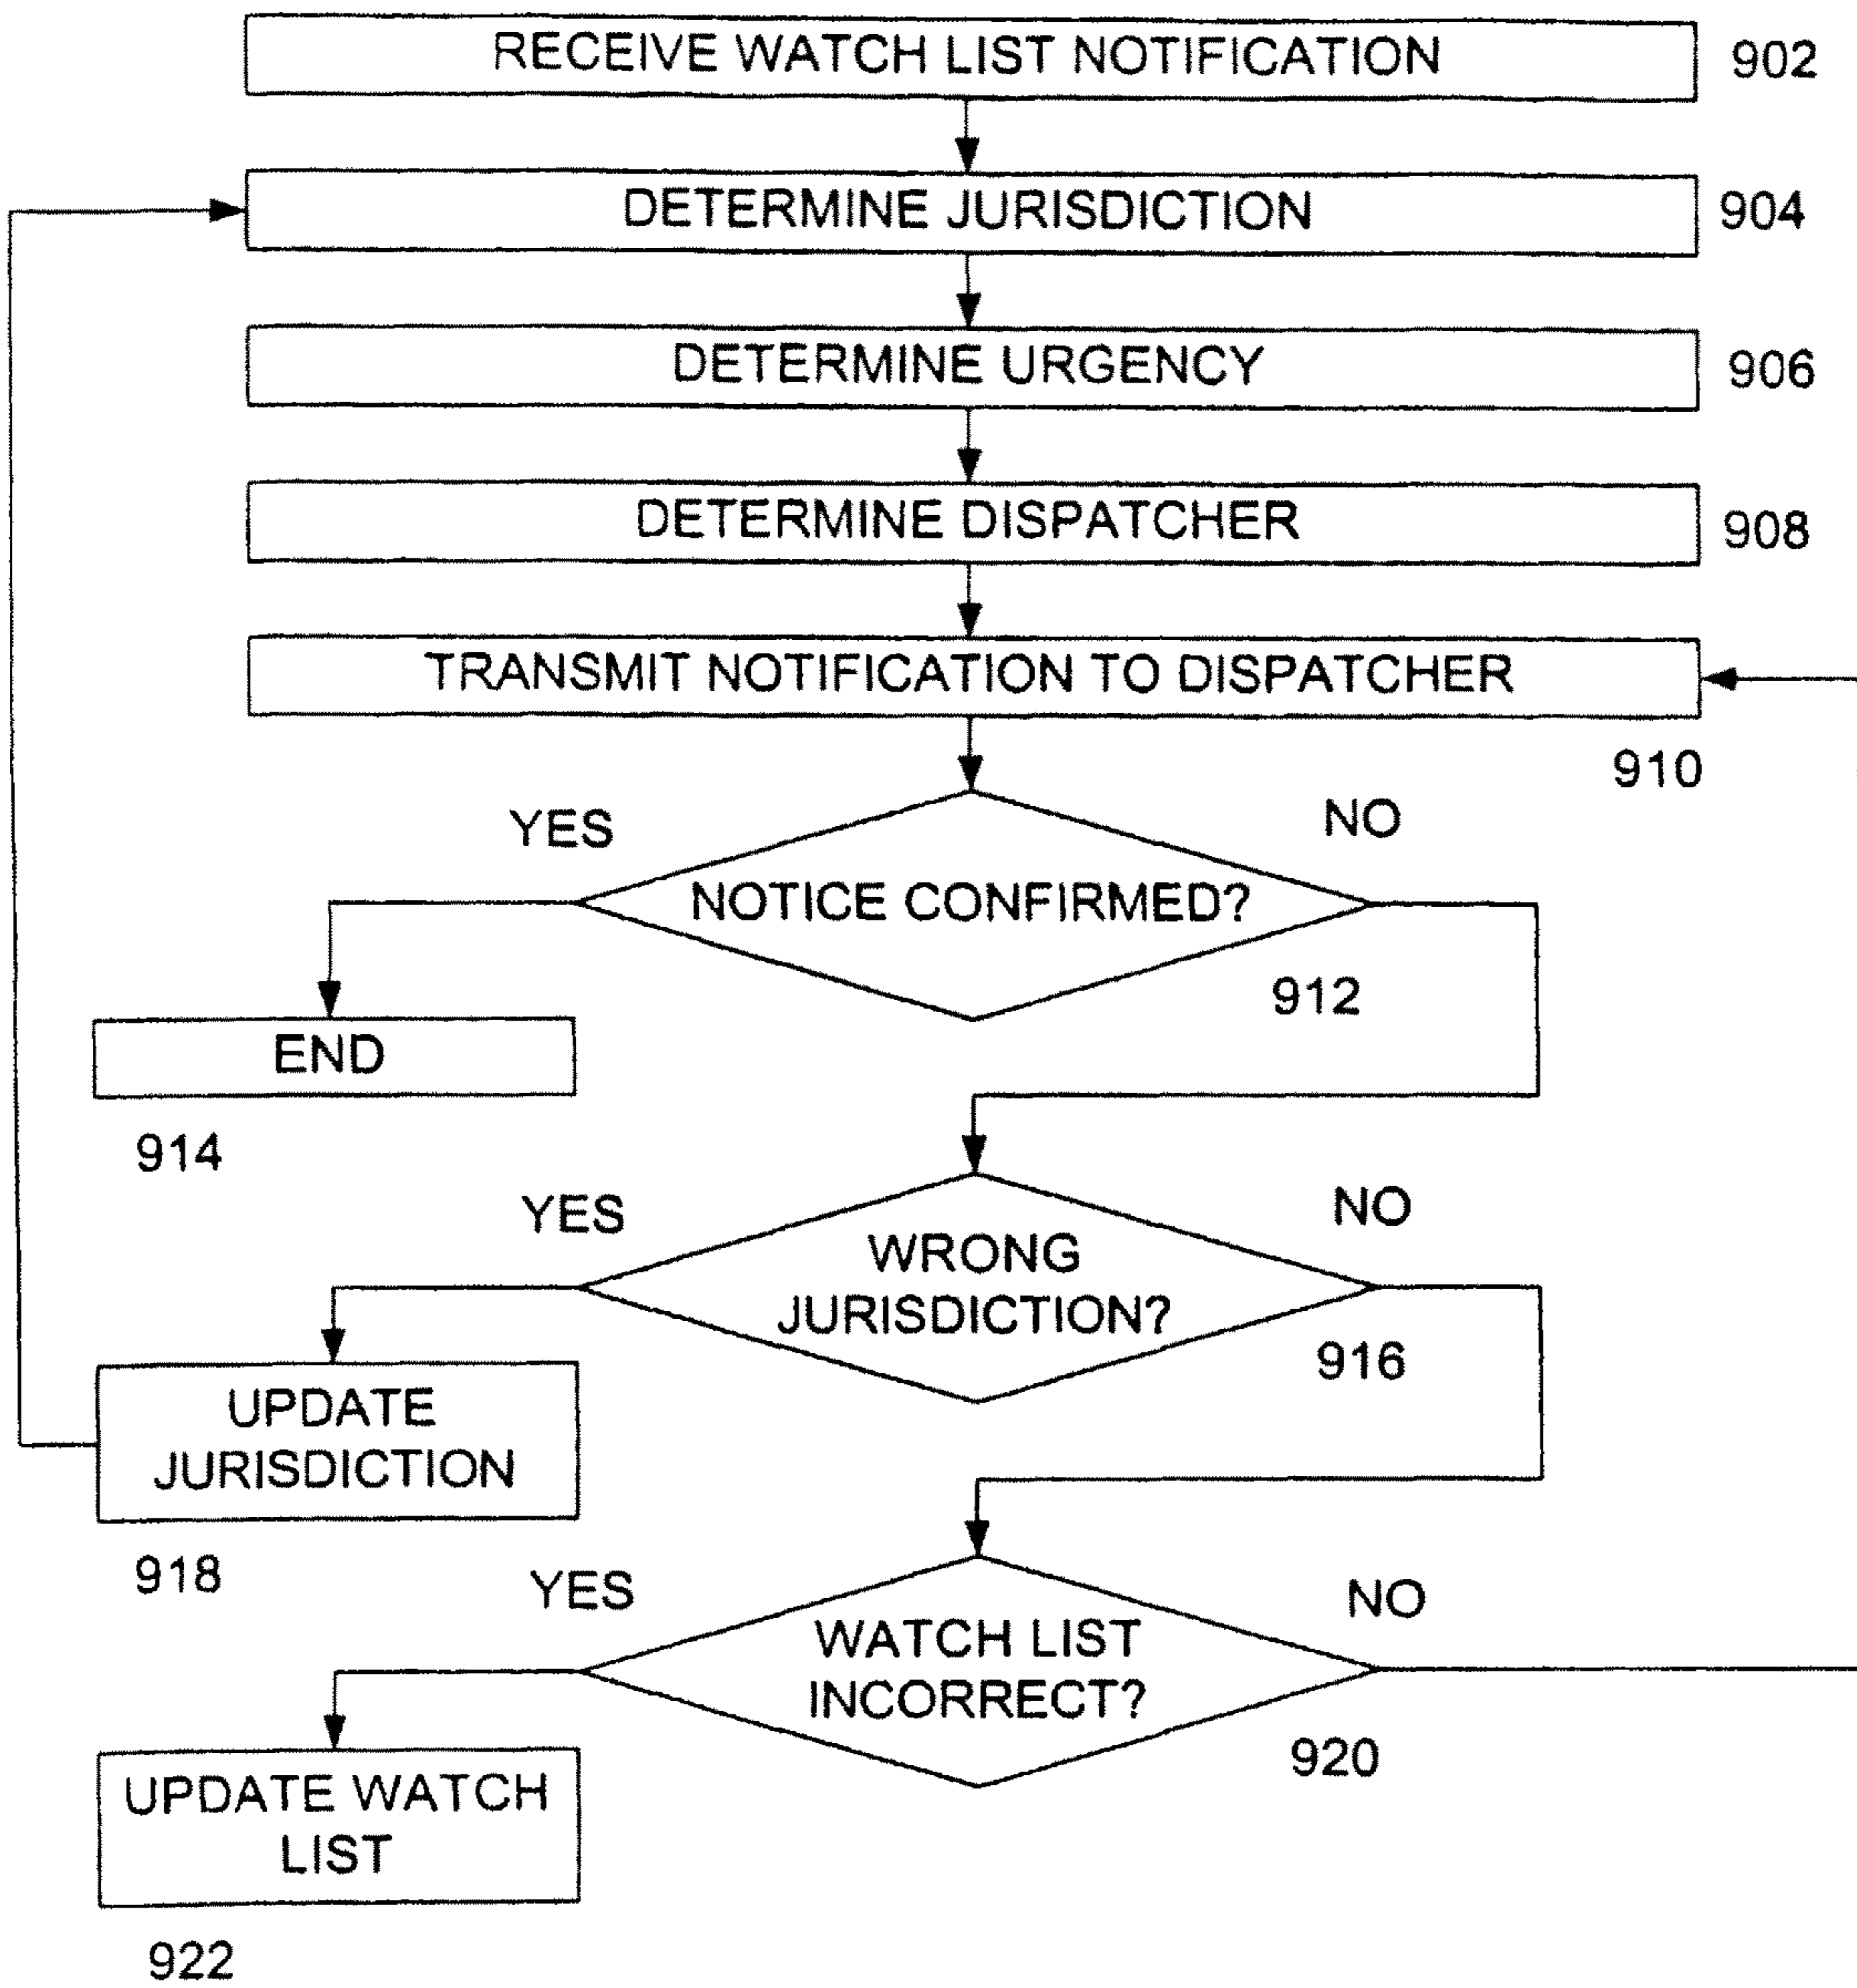 RECEIVE WATCH LIST NOTIFICATION
902
DETERMINE JURISDICTION
904
DETERMINE URGENCY
906
DETERMINE DISPATCHER
908
TRANSMIT NOTIFICATION TO DISPATCHER
910
YES
NO
NOTICE CONFIRMED?
912
END
914
YES
NO
WRONG
JURISDICTION?
916
UPDATE
JURISDICTION
918
YES
NO
WATCH LIST
INCORRECT?
920
UPDATE WATCH
LIST
922